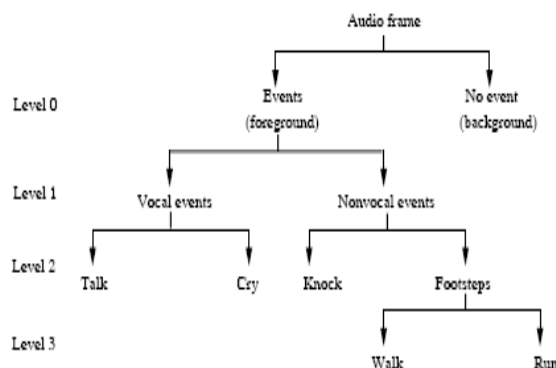 Audio frame
Level 0
Events
(foreground)
No event
(background)
Level 1
Vocal events
Nonvocal events
Level 2
Talk
Cry
Knock
Footsteps
Level 3
Walk
Run